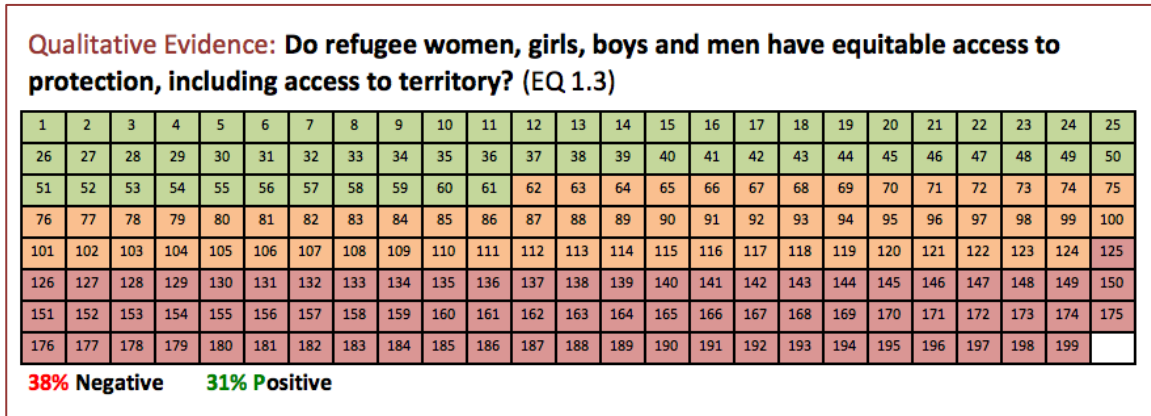 Qualitative Evidence: Do refugee women, girls, boys and men have equitable access to
protection, including access to territory? (EQ 1.3)
1 2 3 4 5 6 7 8 9 10 11 12 13 14 15 16 17 18 19 20 21 22 23 24 25
26 27 28 29 30 31 32 33 34 35 36 37 38 39 40 41 42 43 44 45 46 47 48 49 50
51 52 53 54 55 56 57 58 59 60 61 62 63 64 65 66 67 68 69 70 71 72 73 74 75
76 77 78 79 80 81 82 83 84 85 86 87 88 89 90 91 92 93 94 95 96 97 98 99 100
101 102 103 104 105 106 107 108 109 110 111 112 113 114 115 116 117 118 119 120 121 122 123 124 125
126 127 128 129 130 131 132 133 134 135 136 137 138 139 140 141 142 143 144 145 146 147 148 149 150
151 152 153 154 155 156 157 158 159 160 161 162 163 164 165 166 167 168 169 170 171 172 173 174 175
176 177 178 179 180 181 182 183 184 185 186 187 188 189 190 191 192 193 194 195 196 197 198 199
38% Negative 31% Positive